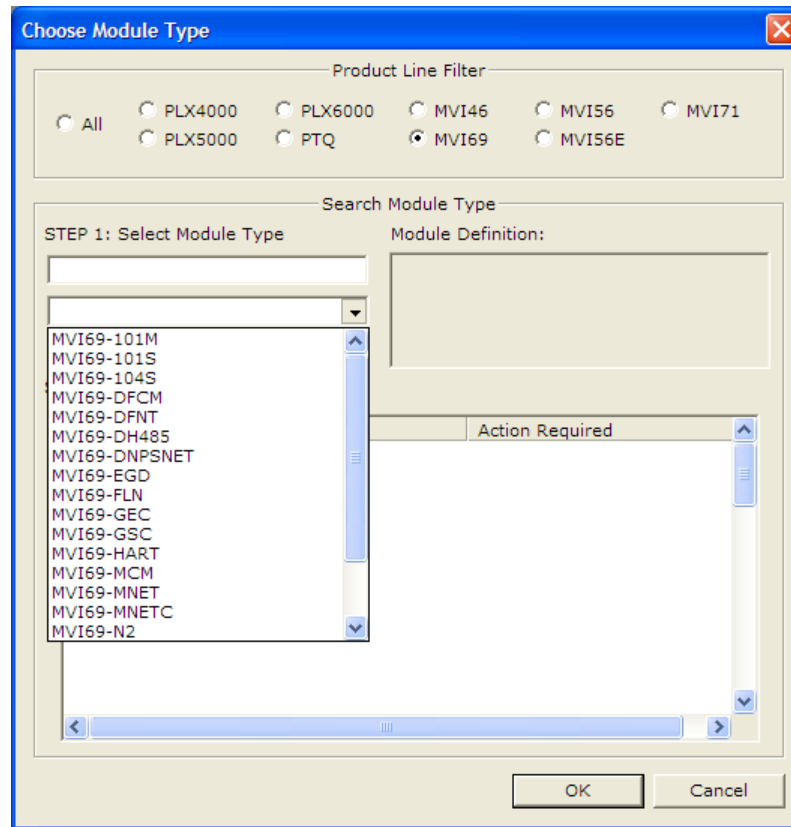 Choose Module Type
Product Line Filter
All
PLX4000
PLX6000
MVI46
MVI56
MVI71
PLX5000
PTQ
MVI69
MVI56E
Search Module Type
STEP 1: Select Module Type
Module Definition:
MVI69-101M
MVI69-101S
MVI69-104S
MVI69-DFCM
MVI69-DFNT
MVI69-DH485
MVI69-DNPSNET
MVI69-EGD
MVI69-FLN
MVI69-GEC
MVI69-GSC
MVI69-HART
MVI69-MCM
MVI69-MNET
MVI69-MNETC
MVI69-N2
Action Required
OK
Cancel